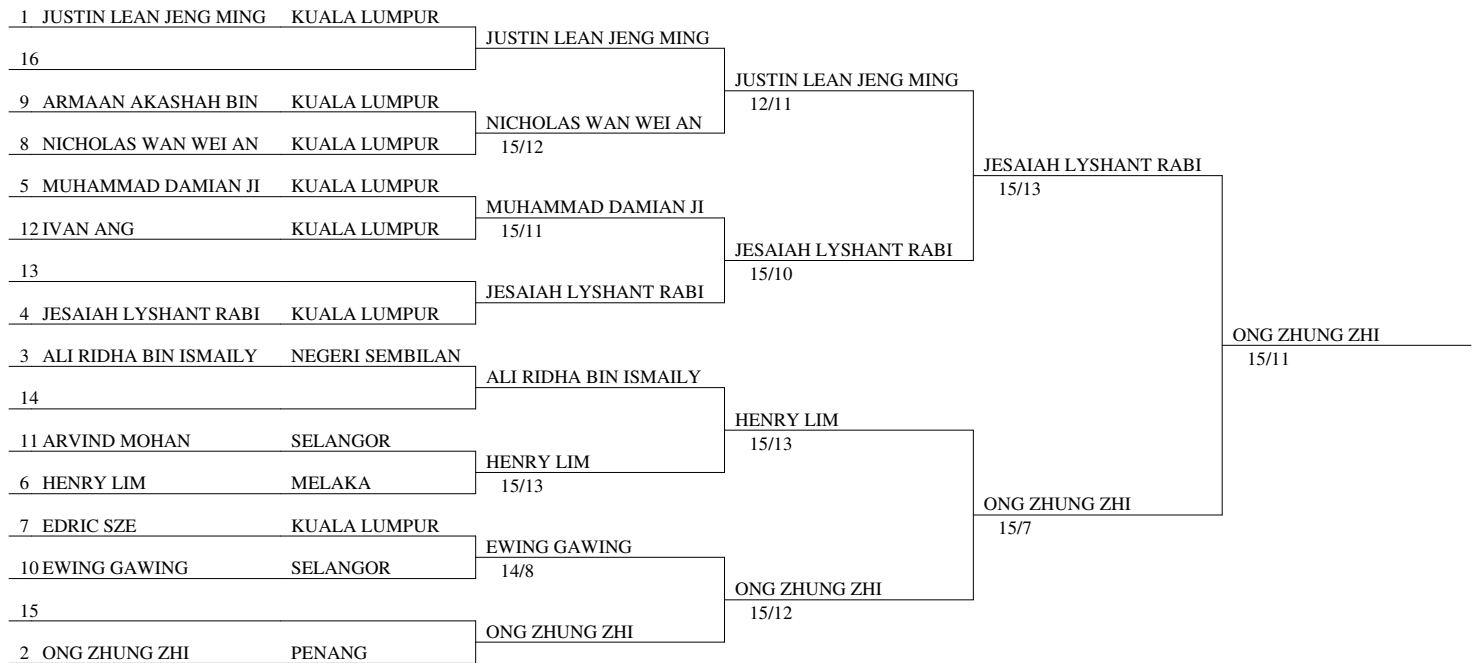 1 JUSTIN LEAN JENG MING KUALA LUMPUR
JUSTIN LEAN JENG MING
16
JUSTIN LEAN JENG MING
12/11
9 ARMAAN AKASHAH BIN KUALA LUMPUR
NICHOLAS WAN WEI AN
15/12
8 NICHOLAS WAN WEI AN KUALA LUMPUR
JESAIAH LYSHANT RABI
15/13
5 MUHAMMAD DAMIAN JI KUALA LUMPUR
MUHAMMAD DAMIAN JI
15/11
12 IVAN ANG KUALA LUMPUR
JESAIAH LYSHANT RABI
15/10
13
JESAIAH LYSHANT RABI
4 JESAIAH LYSHANT RABI KUALA LUMPUR
ONG ZHUNG ZHI
15/11
3 ALI RIDHA BIN ISMAILY NEGERI SEMBILAN
ALI RIDHA BIN ISMAILY
14
HENRY LIM
15/13
11 ARVIND MOHAN SELANGOR
HENRY LIM
15/13
6 HENRY LIM MELAKA
ONG ZHUNG ZHI
15/7
7 EDRIC SZE KUALA LUMPUR
EWING GAWING
14/8
10 EWING GAWING SELANGOR
ONG ZHUNG ZHI
15/12
15
ONG ZHUNG ZHI
2 ONG ZHUNG ZHI PENANG